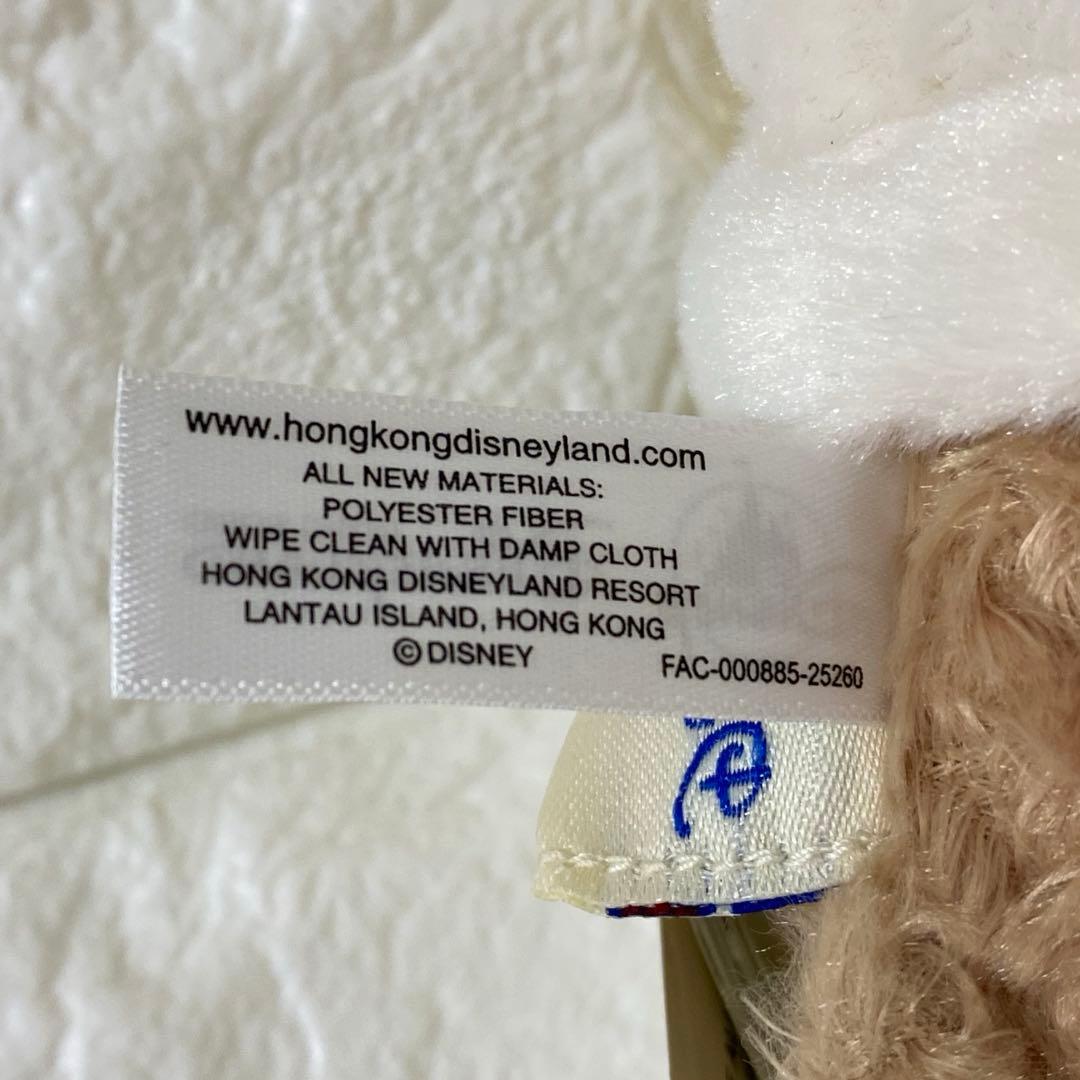 www.hongkongdisneyland.com
ALL NEW MATERIALS:
POLYESTER FIBER
WIPE CLEAN WITH DAMP CLOTH
HONG KONG DISNEYLAND RESORT
LANTAU ISLAND, HONG KONG
©DISNEY
FAC-000885-25260